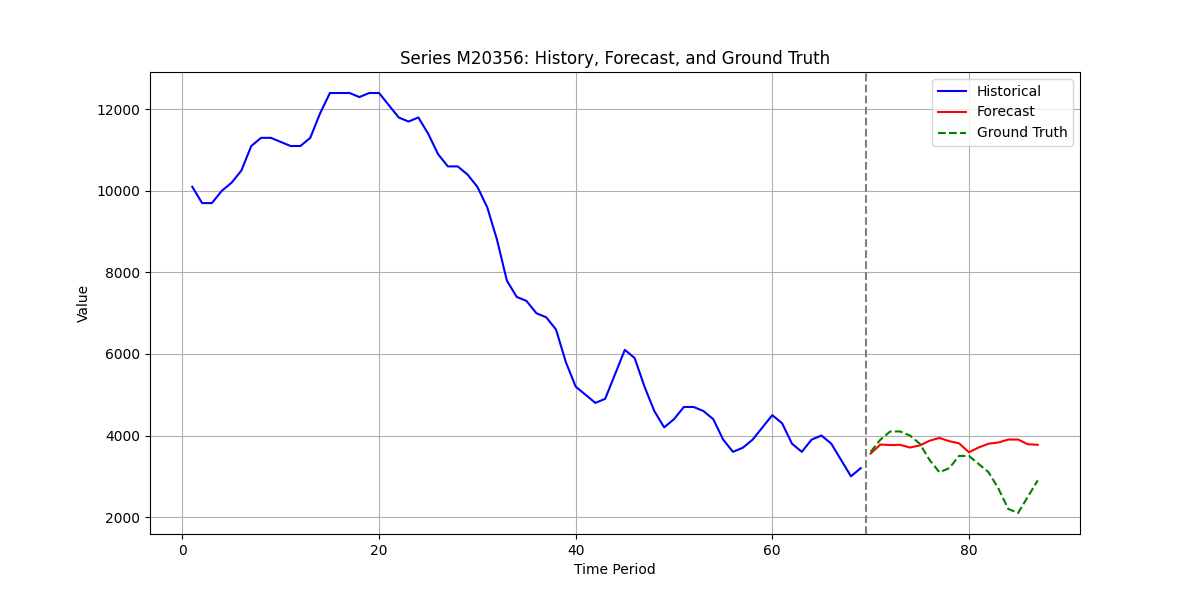 Series M20356: History, Forecast, and Ground Truth
Historical
Forecast
Ground Truth
12000
10000
8000
6000
4000
2000
Value
0
20
40
60
80
Time Period